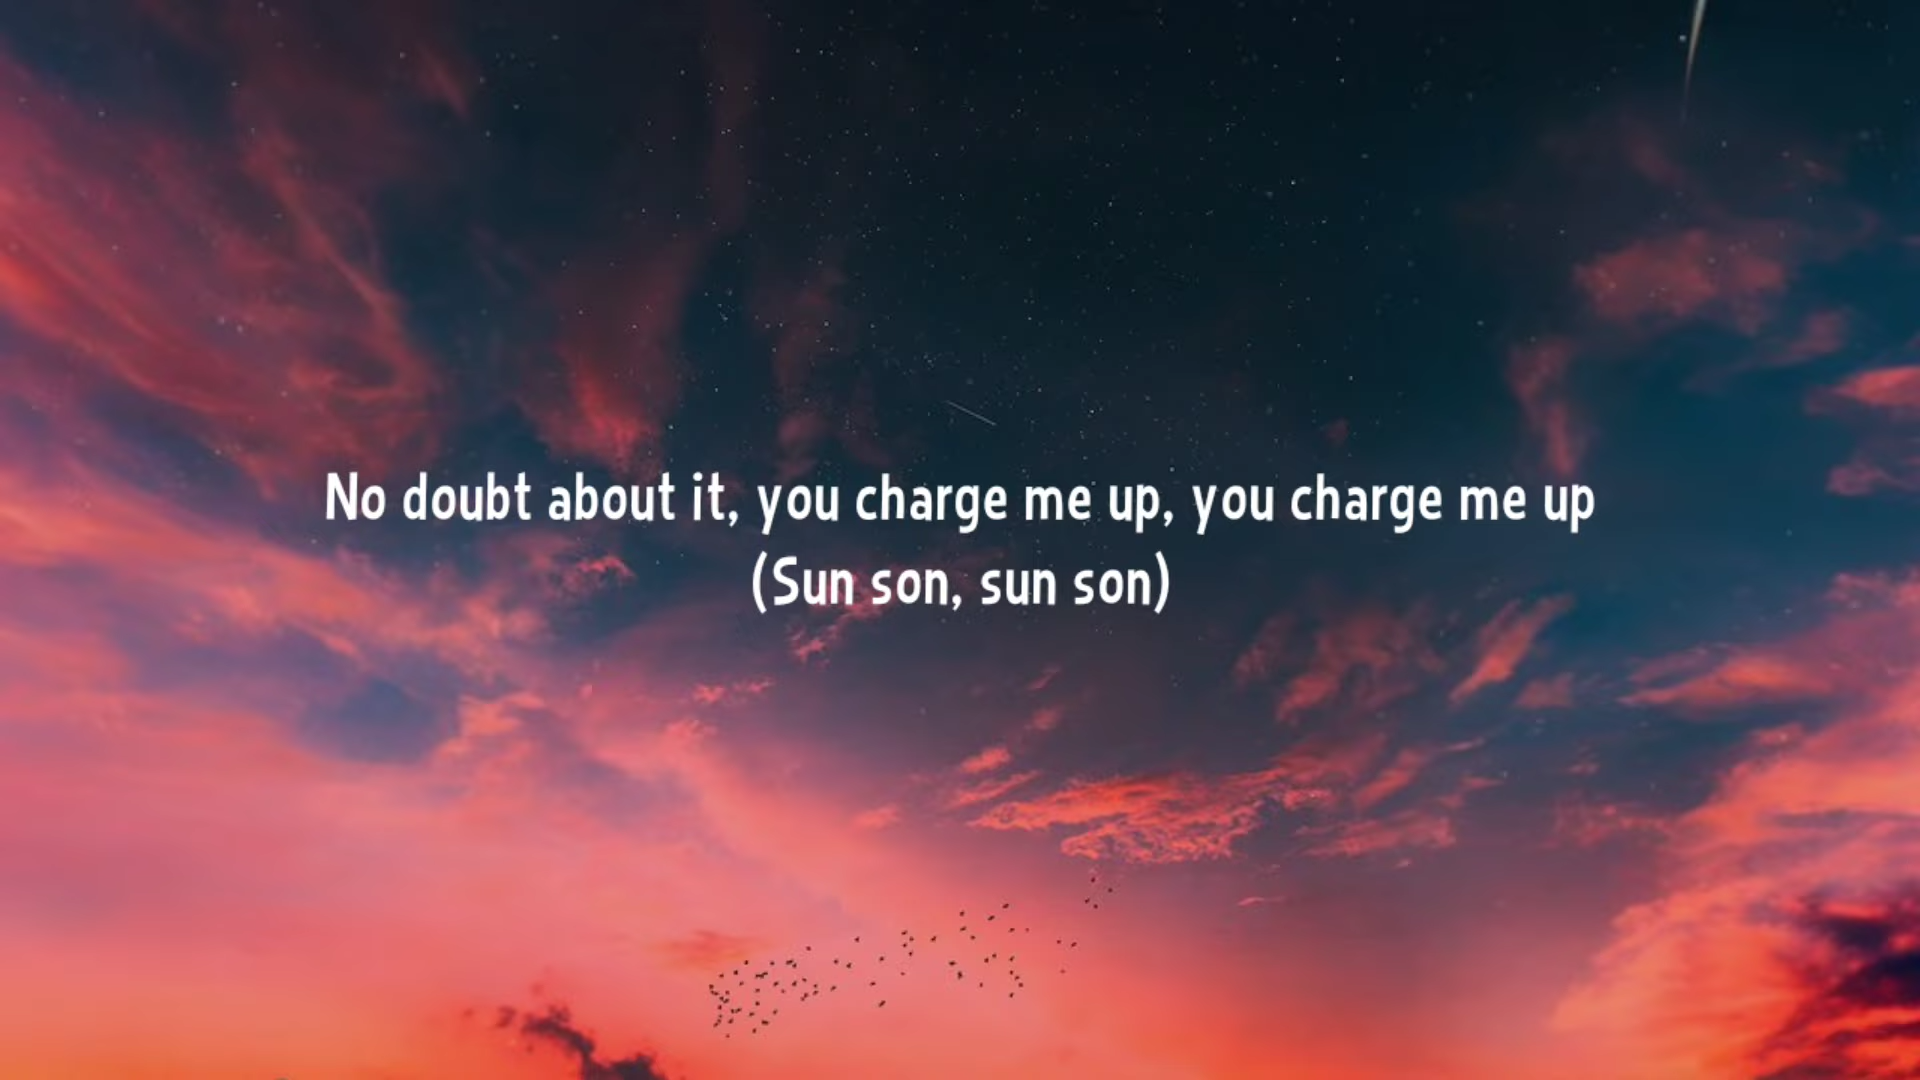 No doubt about it, you charge me up, you charge me up
(Sun son, sun son)